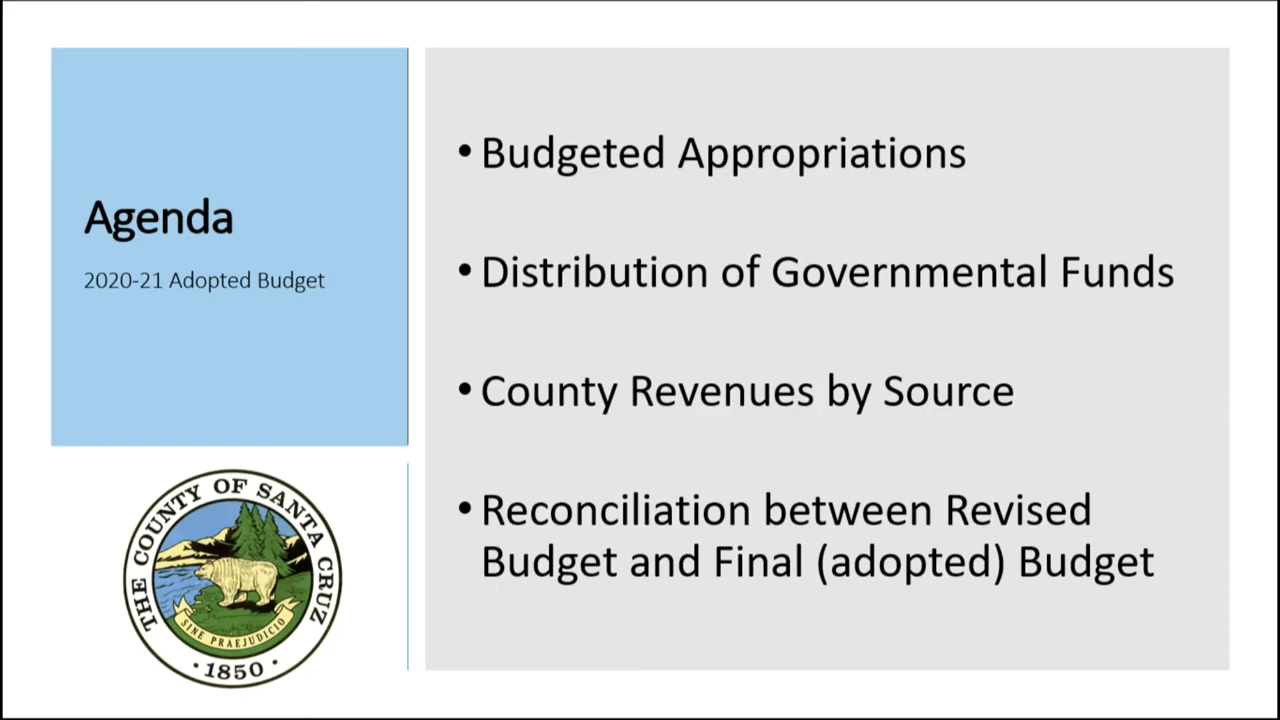 Agenda
2020-21 Adopted Budget
• Budgeted Appropriations
• Distribution of Governmental Funds
• County Revenues by Source
• Reconciliation between Revised
Budget and Final (adopted) Budget
THE COUNTY OF SANTA CRUZ
SINE PRAEJUDICIO
• 1850 •